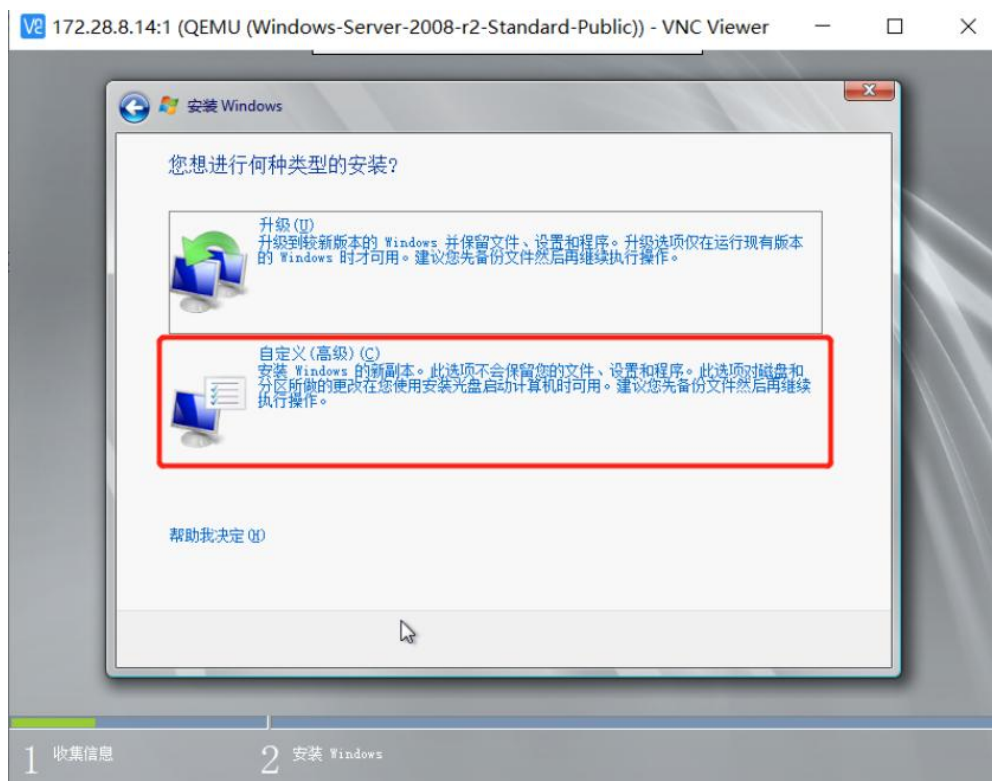 V2 172.28.8.14:1 (QEMU (Windows-Server-2008-r2-Standard-Public)) - VNC Viewer
安装 Windows
您想进行何种类型的安装?
升级(U)
升级到较新版本的 Windows 并保留文件、设置和程序。升级选项仅在运行现有版本
的 Windows 时才可用。建议您先备份文件然后再继续执行操作。
自定义(高级)(C)
安装 Windows 的新副本。此选项不会保留您的文件、设置和程序。此选项对磁盘和
分区所做的更改在您使用安装光盘启动计算机时可用。建议您先备份文件然后再继续
执行操作。
帮助我决定(H)
1 收集信息 2 安装 Windows